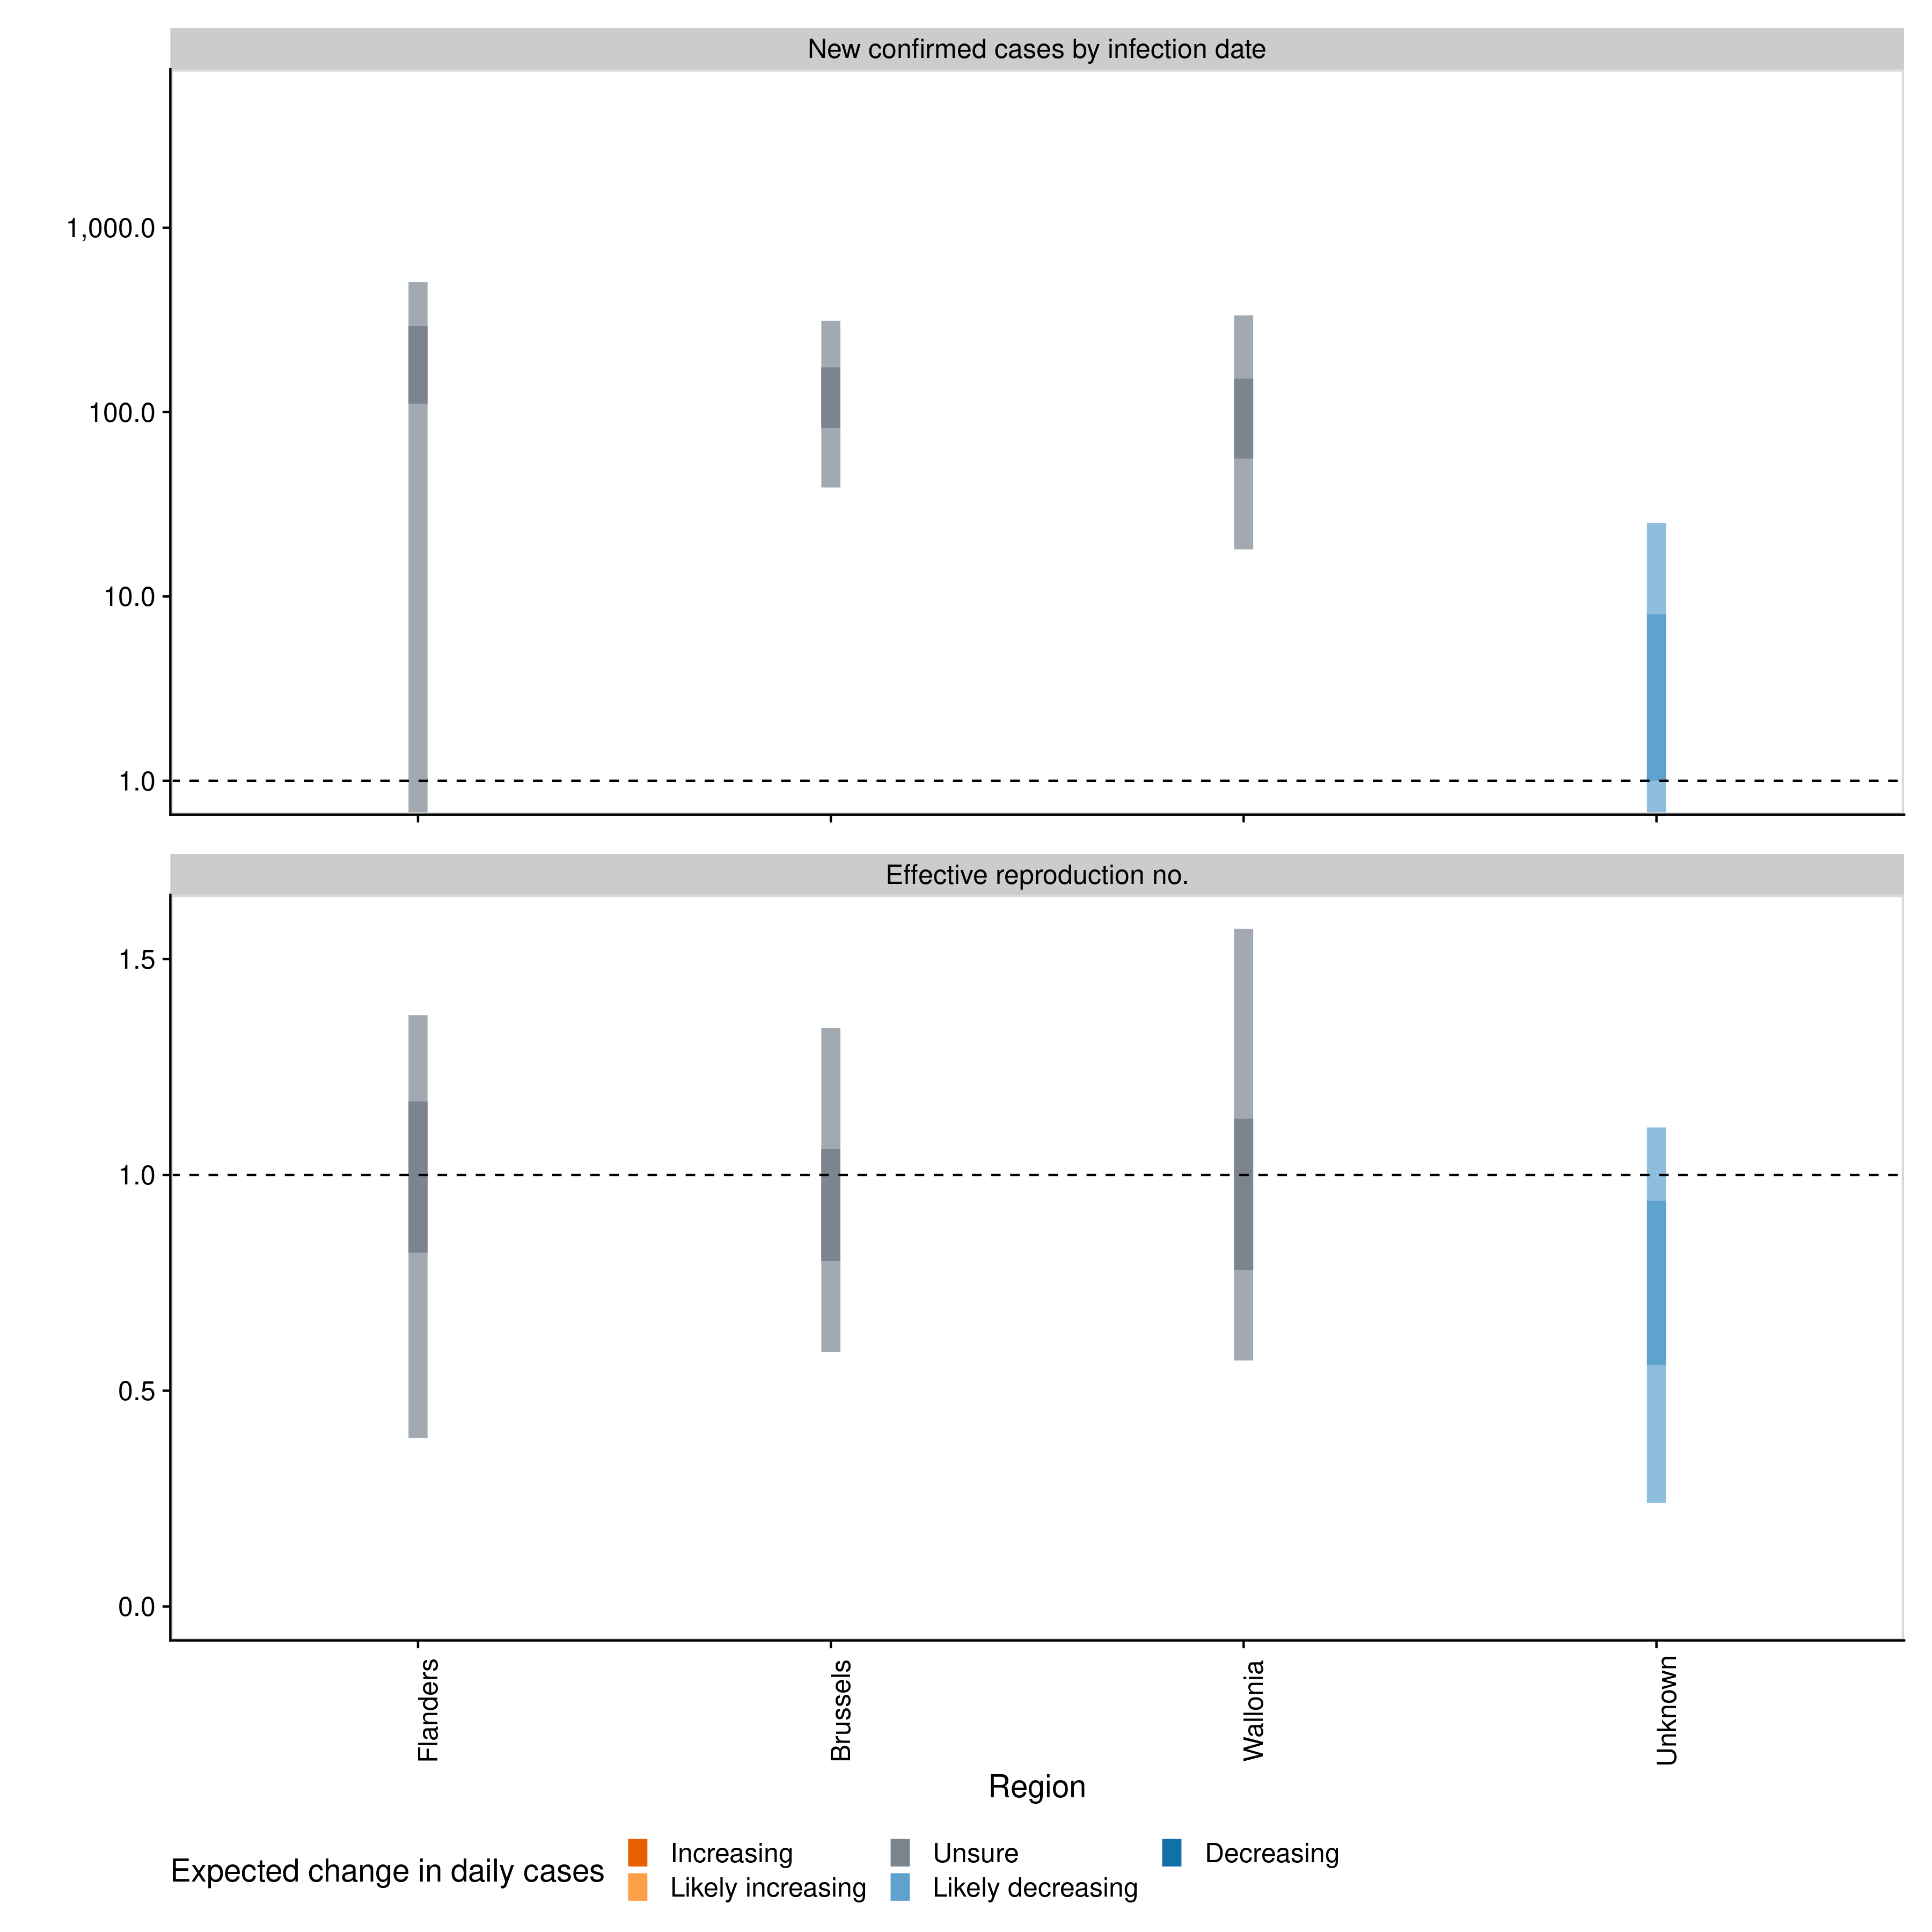 New confirmed cases by infection date
1,000.0
100.0
10.0
1.0
Effective reproduction no.
1.5
1.0
0.5
0.0
Flanders
Brussels
Wallonia
Unknown
Region
Expected change in daily cases
Increasing
Likely increasing
Unsure
Likely decreasing
Decreasing